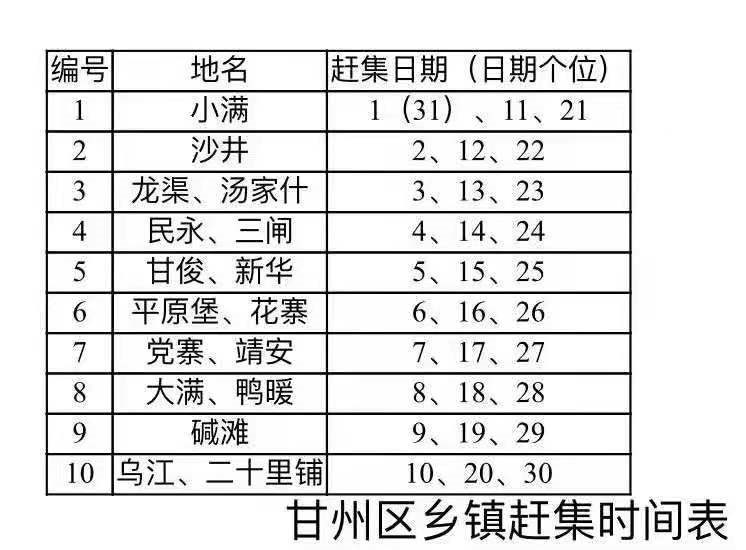 编号 地名 赶集日期（日期个位）
1 小满 1（31）、11、21
2 沙井 2、12、22
3 龙渠、汤家什 3、13、23
4 民永、三闸 4、14、24
5 甘俊、新华 5、15、25
6 平原堡、花寨 6、16、26
7 党寨、靖安 7、17、27
8 大满、鸭暖 8、18、28
9 碱滩 9、19、29
10 乌江、二十里铺 10、20、30
甘州区乡镇赶集时间表